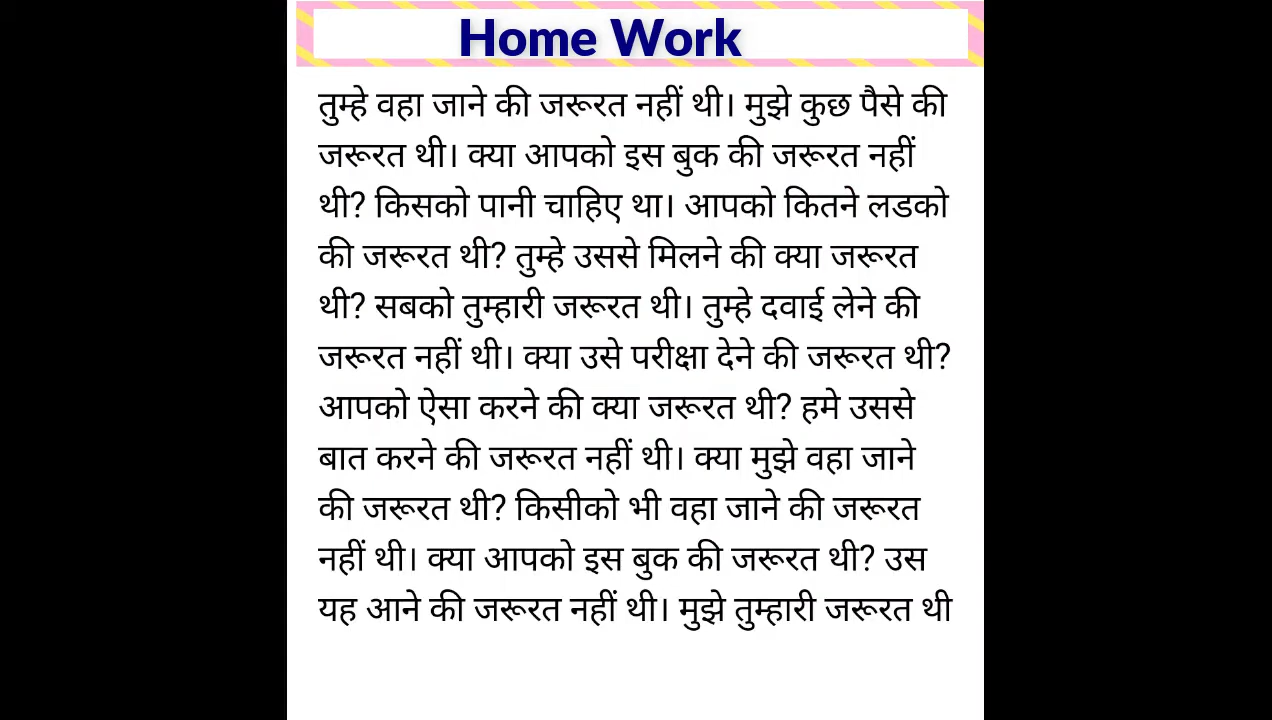 Home Work
तुम्हे वहा जाने की जरूरत नहीं थी। मुझे कुछ पैसे की
जरूरत थी। क्या आपको इस बुक की जरूरत नहीं
थी? किसको पानी चाहिए था। आपको कितने लडको
की जरूरत थी? तुम्हे उससे मिलने की क्या जरूरत
थी? सबको तुम्हारी जरूरत थी। तुम्हे दवाई लेने की
जरूरत नहीं थी। क्या उसे परीक्षा देने की जरूरत थी?
आपको ऐसा करने की क्या जरूरत थी? हमे उससे
बात करने की जरूरत नहीं थी। क्या मुझे वहा जाने
की जरूरत थी? किसीको भी वहा जाने की जरूरत
नहीं थी। क्या आपको इस बुक की जरूरत थी? उस
यह आने की जरूरत नहीं थी। मुझे तुम्हारी जरूरत थी